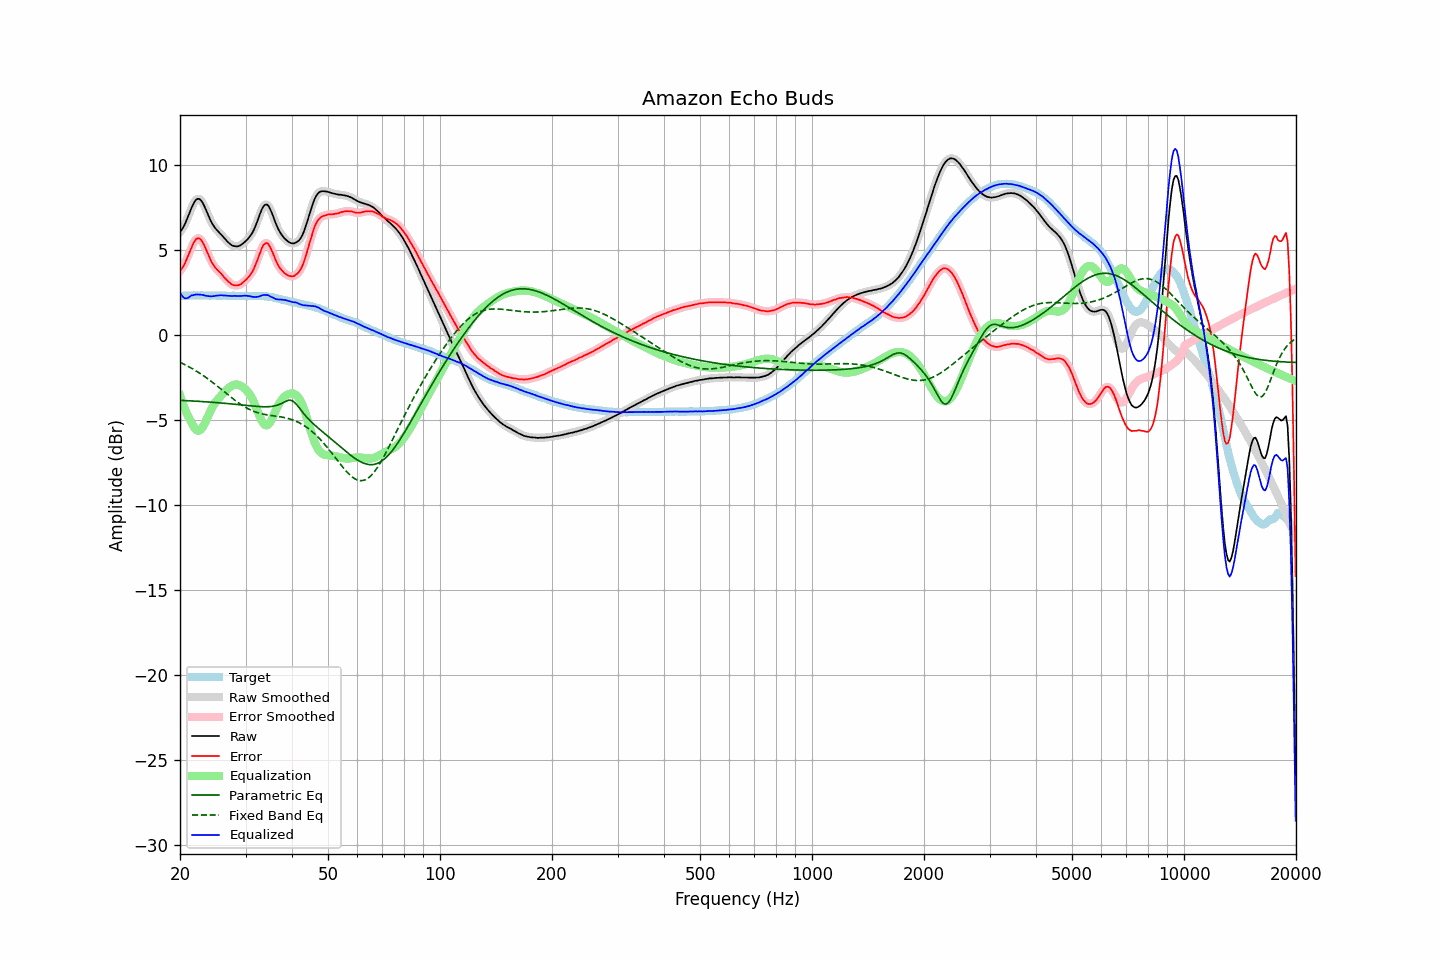 Amazon Echo Buds
Amplitude (dBr)
10
5
0
−5
−10
−15
−20
−25
−30
Target
Raw Smoothed
Error Smoothed
Raw
Error
Equalization
Parametric Eq
Fixed Band Eq
Equalized
20 50 100 200 500 1000 2000 5000 10000 20000
Frequency (Hz)